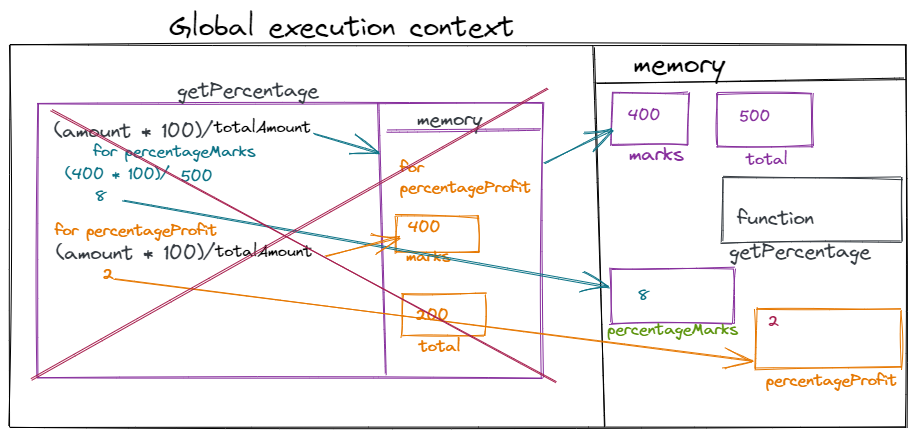 Global execution context
getPercentage
(amount * 100)/totalAmount
for percentageMarks
(400 * 100)/ 500
8
for percentageProfit
(amount * 100)/totalAmount
2
memory
for
percentageProfit
400
marks
200
total
memory
400
marks
500
total
function
getPercentage
8
percentageMarks
2
percentageProfit